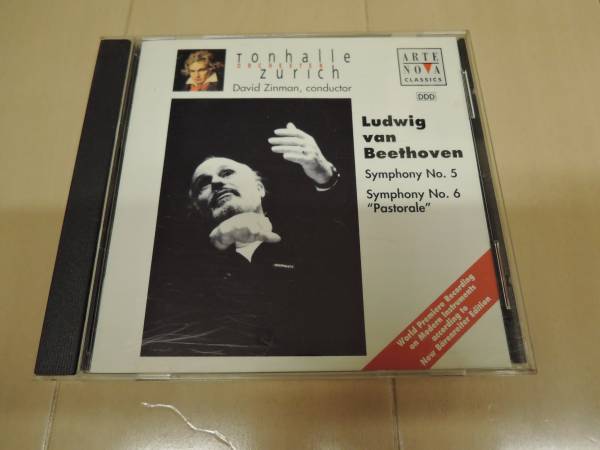 Tonhalle
ORCHESTER
Zürich
David Zinman, conductor
ARTE
NOVA
CLASSICS
DDD
Ludwig
van
Beethoven
Symphony No. 5
Symphony No. 6
"Pastorale"
World Premiere Recording
on Modern Instruments
according to
New Bärenreiter Edition